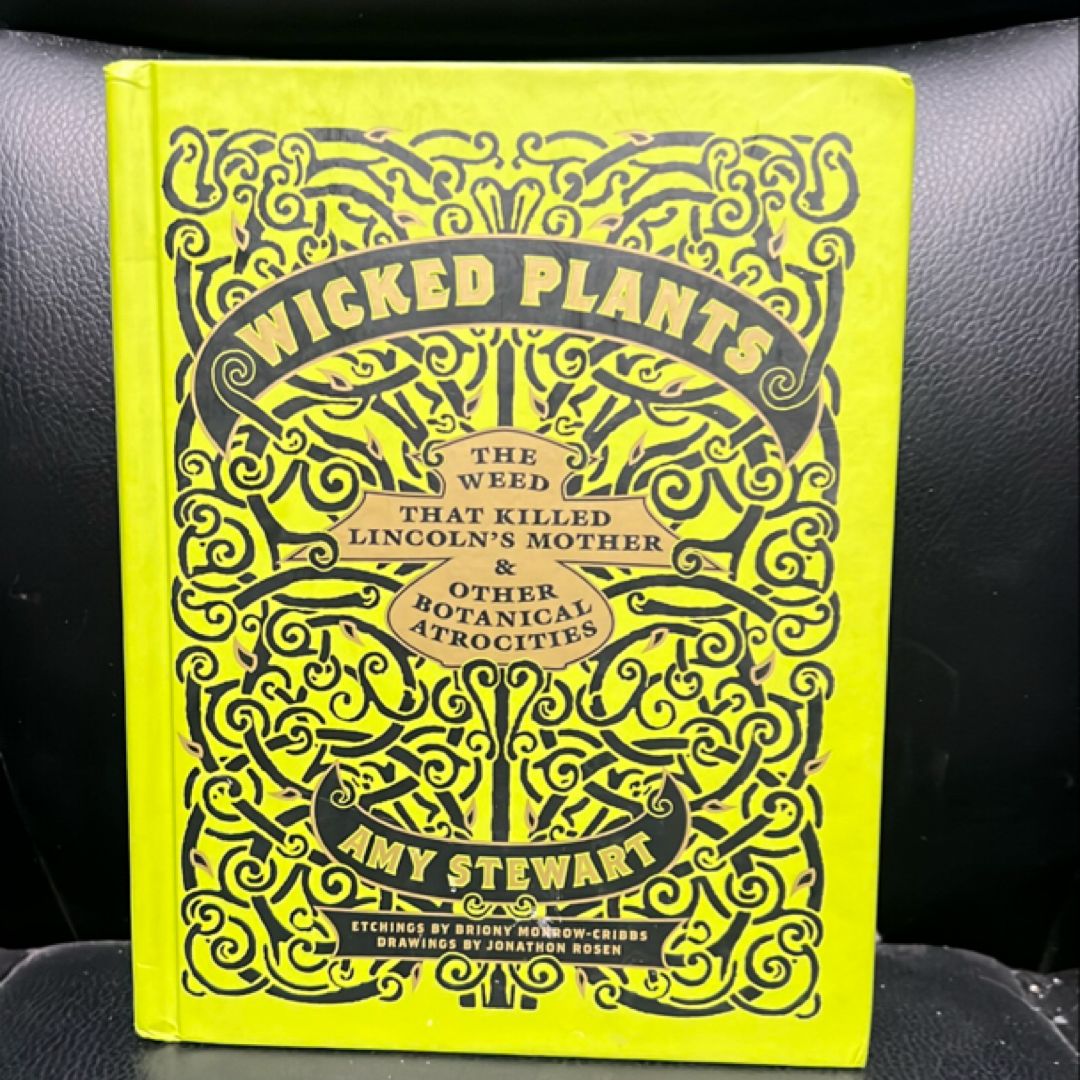 WICKED PLANTS
THE
WEED
THAT KILLED
LINCOLN'S MOTHER
&
OTHER
BOTANICAL
ATROCITIES
AMY STEWART
ETCHINGS BY BRIONY MORROW-CRIBBS
DRAWINGS BY JONATHON ROSEN